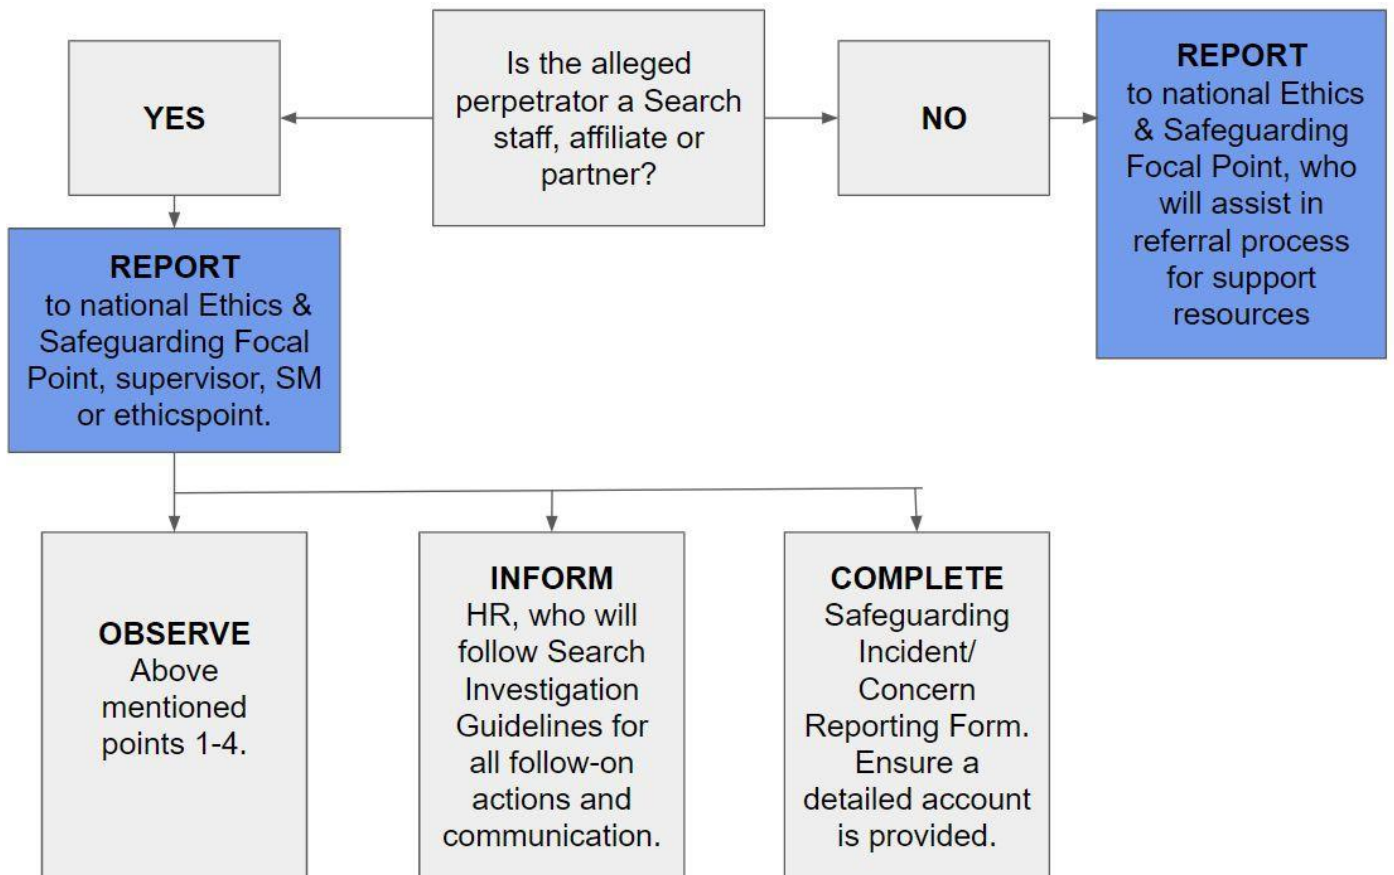 Is the alleged
perpetrator a Search
staff, affiliate or
partner?
YES
NO
REPORT
to national Ethics
& Safeguarding
Focal Point, who
will assist in
referral process
for support
resources
REPORT
to national Ethics &
Safeguarding Focal
Point, supervisor, SM
or ethicspoint.
OBSERVE
Above
mentioned
points 1-4.
INFORM
HR, who will
follow Search
Investigation
Guidelines for
all follow-on
actions and
communication.
COMPLETE
Safeguarding
Incident/
Concern
Reporting Form.
Ensure a
detailed account
is provided.